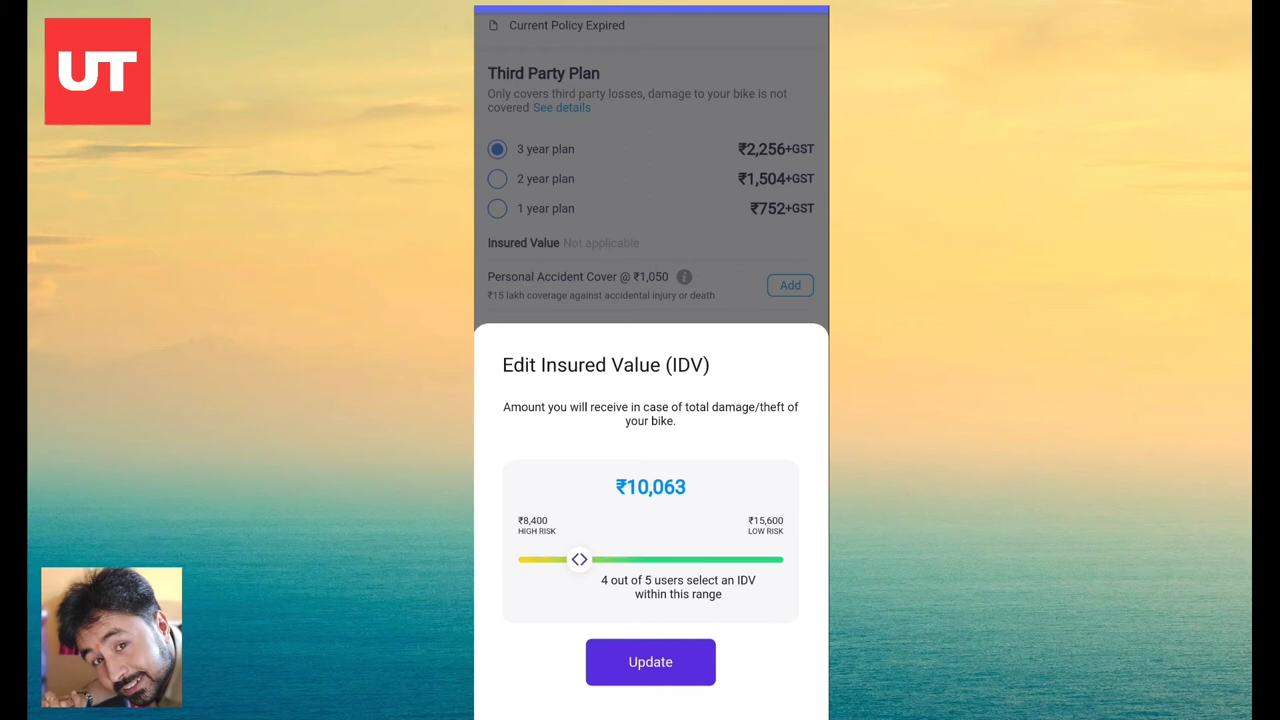 UT
Current Policy Expired
Third Party Plan
Only covers third party losses, damage to your bike is not
covered See details
3 year plan ₹2,256+GST
2 year plan ₹1,504+GST
1 year plan ₹752+GST
Insured Value Not applicable
Personal Accident Cover @ ₹1,050 i
Add
₹15 lakh coverage against accidental injury or death
Edit Insured Value (IDV)
Amount you will receive in case of total damage/theft of
your bike.
₹10,063
₹8,400 ₹15,600
HIGH RISK LOW RISK
4 out of 5 users select an IDV
within this range
Update